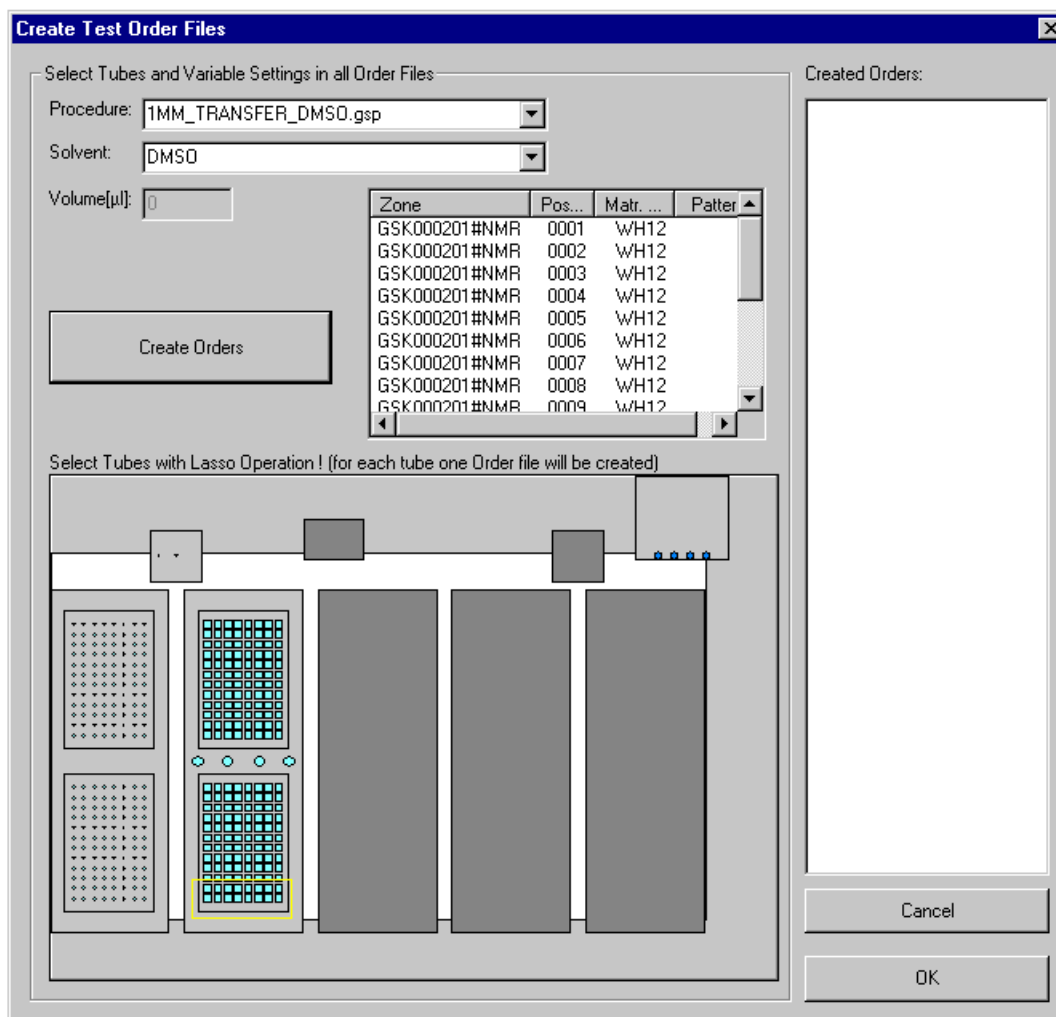 Create Test Order Files
Select Tubes and Variable Settings in all Order Files
Created Orders:
Procedure: 1MM_TRANSFER_DMSO.gsp
Solvent: DMSO
Volume[µl]: 0
Zone Pos... Matr. ... Patter
GSK000201#NMR 0001 WH12
GSK000201#NMR 0002 WH12
GSK000201#NMR 0003 WH12
GSK000201#NMR 0004 WH12
GSK000201#NMR 0005 WH12
GSK000201#NMR 0006 WH12
GSK000201#NMR 0007 WH12
GSK000201#NMR 0008 WH12
GSK000201#NMR 0009 WH12
Create Orders
Select Tubes with Lasso Operation ! (for each tube one Order file will be created)
Cancel
OK